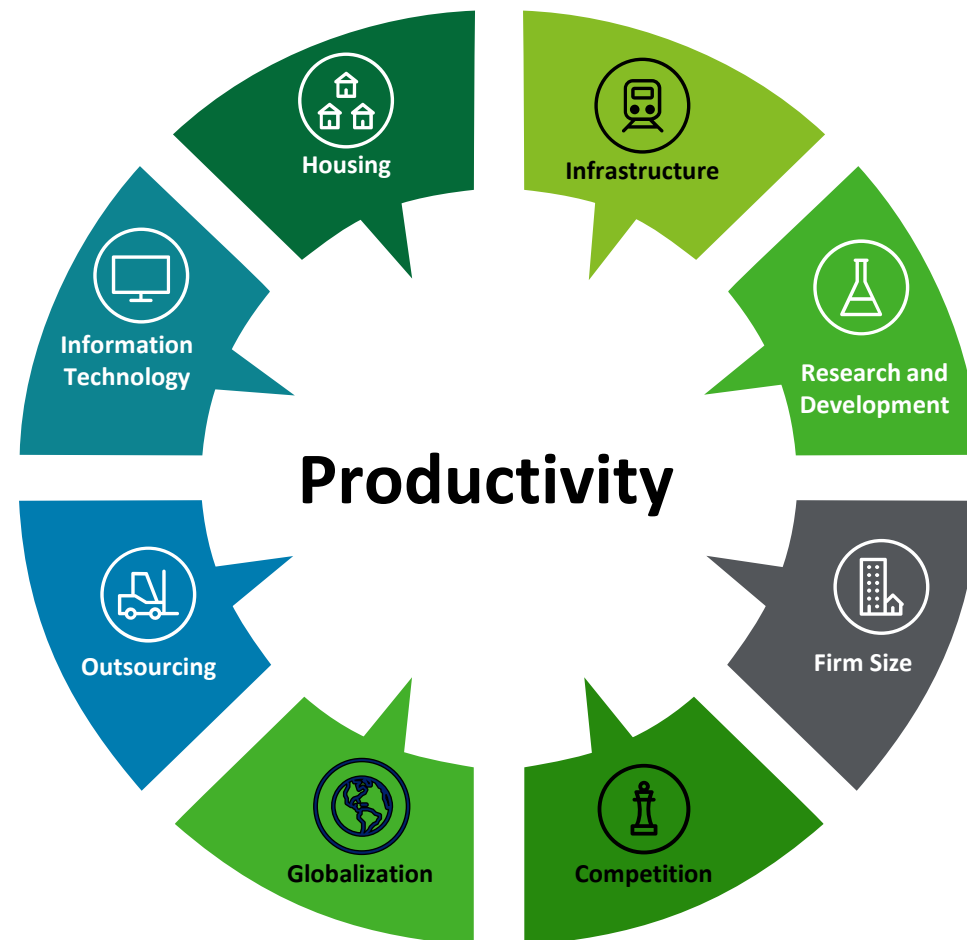 Housing
Infrastructure
Information
Technology
Research and
Development
Productivity
Outsourcing
Firm Size
Globalization
Competition